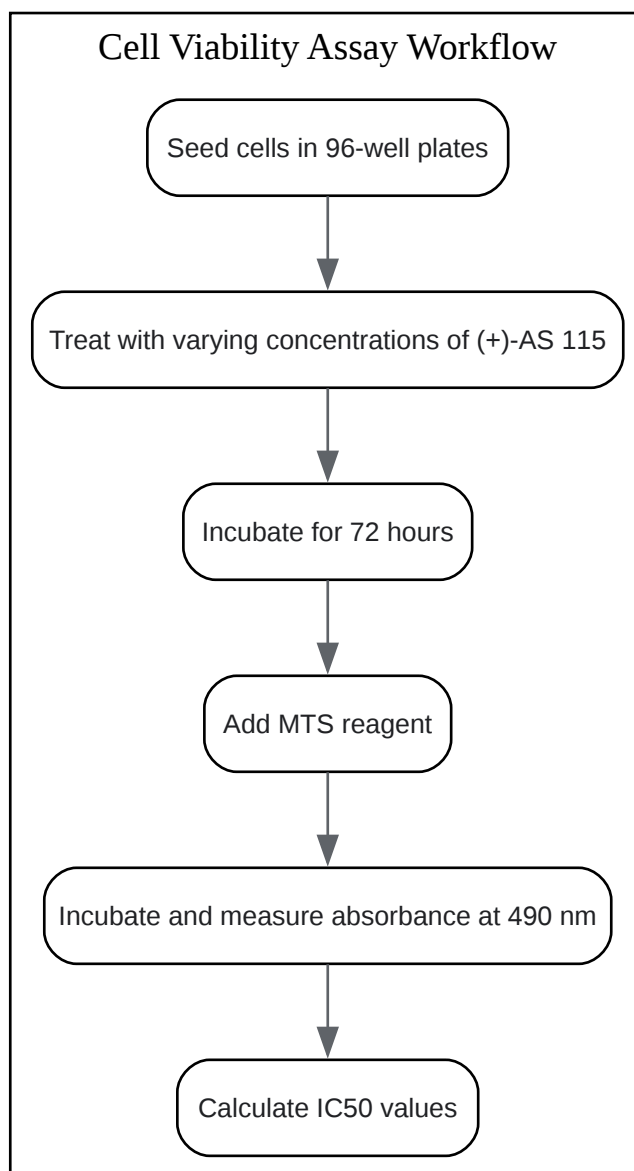 Cell Viability Assay Workflow
Seed cells in 96-well plates
Treat with varying concentrations of (+)-AS 115
Incubate for 72 hours
Add MTS reagent
Incubate and measure absorbance at 490 nm
Calculate IC50 values